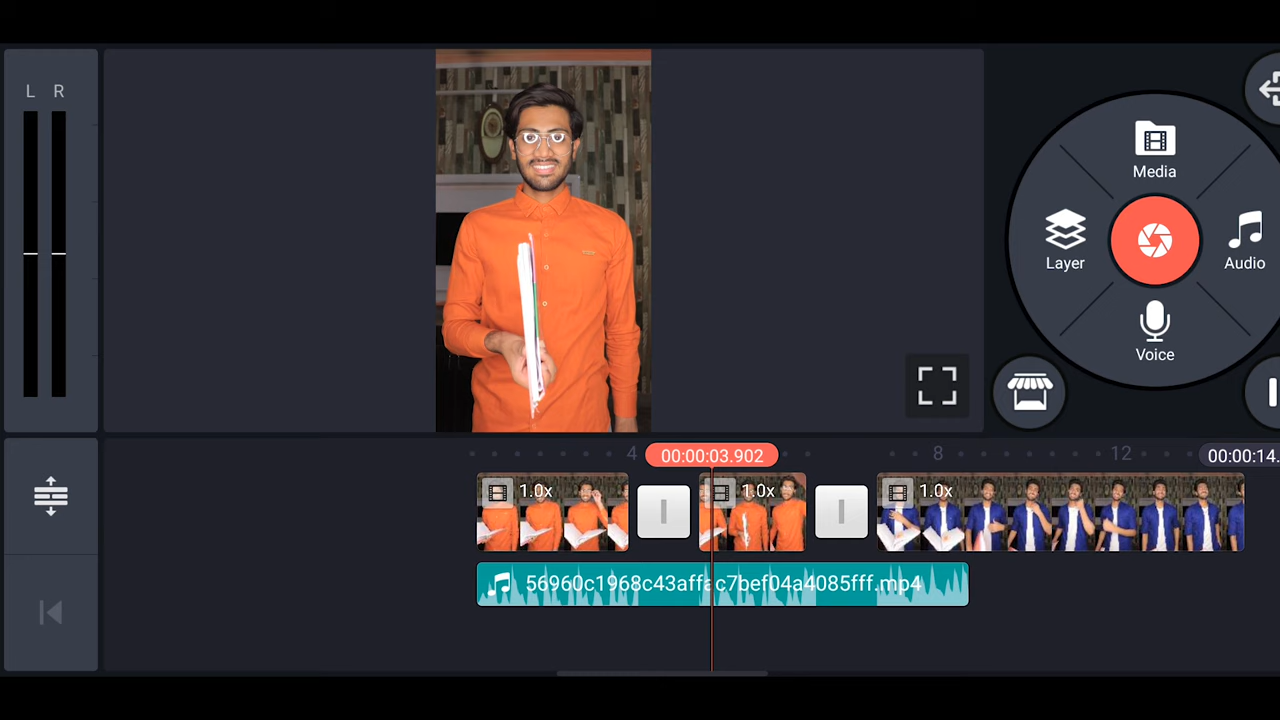 L R
Media
Layer
Audio
Voice
4 00:00:03.902 8 12 00:00:14.
1.0x 1.0x 1.0x
56960c1968c43affac7bef04a4085fff.mp4